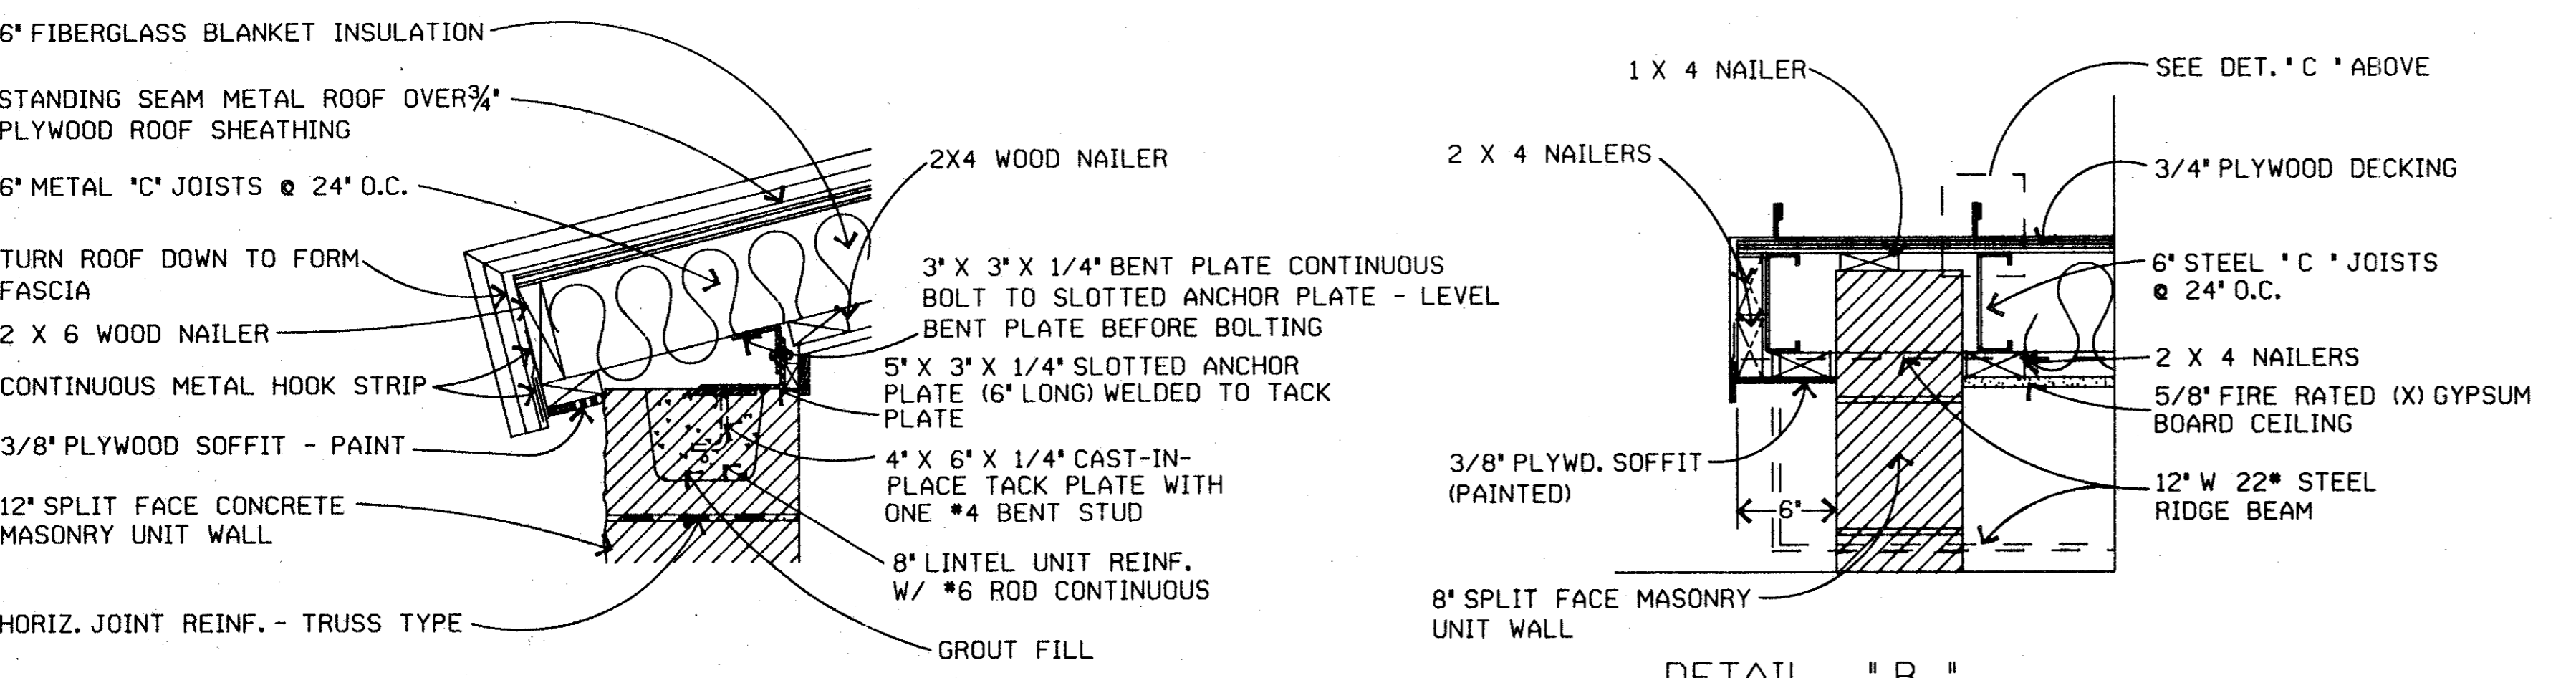 6" FIBERGLASS BLANKET INSULATION
STANDING SEAM METAL ROOF OVER 3/4"
PLYWOOD ROOF SHEATHING
6" METAL "C" JOISTS @ 24" O.C.
TURN ROOF DOWN TO FORM
FASCIA
2 X 6 WOOD NAILER
CONTINUOUS METAL HOOK STRIP
3/8" PLYWOOD SOFFIT - PAINT
12" SPLIT FACE CONCRETE
MASONRY UNIT WALL
HORIZ. JOINT REINF. - TRUSS TYPE
2X4 WOOD NAILER
3" X 3" X 1/4" BENT PLATE CONTINUOUS
BOLT TO SLOTTED ANCHOR PLATE - LEVEL
BENT PLATE BEFORE BOLTING
5" X 3" X 1/4" SLOTTED ANCHOR
PLATE (6" LONG) WELDED TO TACK
PLATE
4" X 6" X 1/4" CAST-IN-
PLACE TACK PLATE WITH
ONE #4 BENT STUD
8" LINTEL UNIT REINF.
W/ #6 ROD CONTINUOUS
GROUT FILL
1 X 4 NAILER
2 X 4 NAILERS
3/8" PLYWD. SOFFIT
(PAINTED)
6"
8" SPLIT FACE MASONRY
UNIT WALL
SEE DET. "C " ABOVE
3/4" PLYWOOD DECKING
6" STEEL "C " JOISTS
@ 24" O.C.
2 X 4 NAILERS
5/8" FIRE RATED (X) GYPSUM
BOARD CEILING
12" W 22# STEEL
RIDGE BEAM
DETAIL "B"